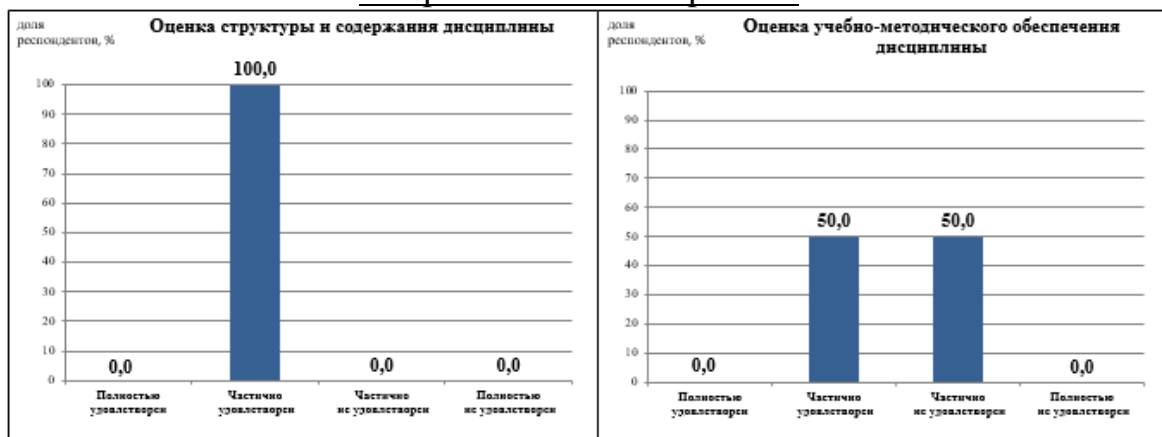 доля
респондентов, %
Оценка структуры и содержания дисциплины
100,0
100
90
80
70
60
50
40
30
20
10
0
0,0
0,0
0,0
Полностью
удовлетворен
Частично
удовлетворен
Частично
не удовлетворен
Полностью
не удовлетворен
доля
респондентов, %
Оценка учебно-методического обеспечения
дисциплины
100
90
80
70
60
50
40
30
20
10
0
0,0
50,0
50,0
0,0
Полностью
удовлетворен
Частично
удовлетворен
Частично
не удовлетворен
Полностью
не удовлетворен